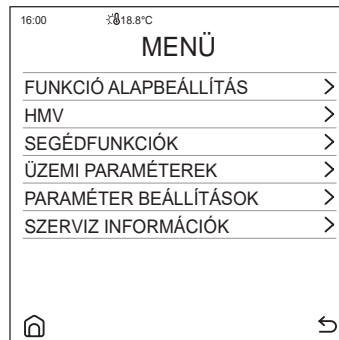 16:00 18.8°C
MENÜ
FUNKCIÓ ALAPBEÁLLÍTÁS
HMV
SEGÉDFUNKCIÓK
ÜZEMI PARAMÉTEREK
PARAMÉTER BEÁLLÍTÁSOK
SZERVIZ INFORMÁCIÓK